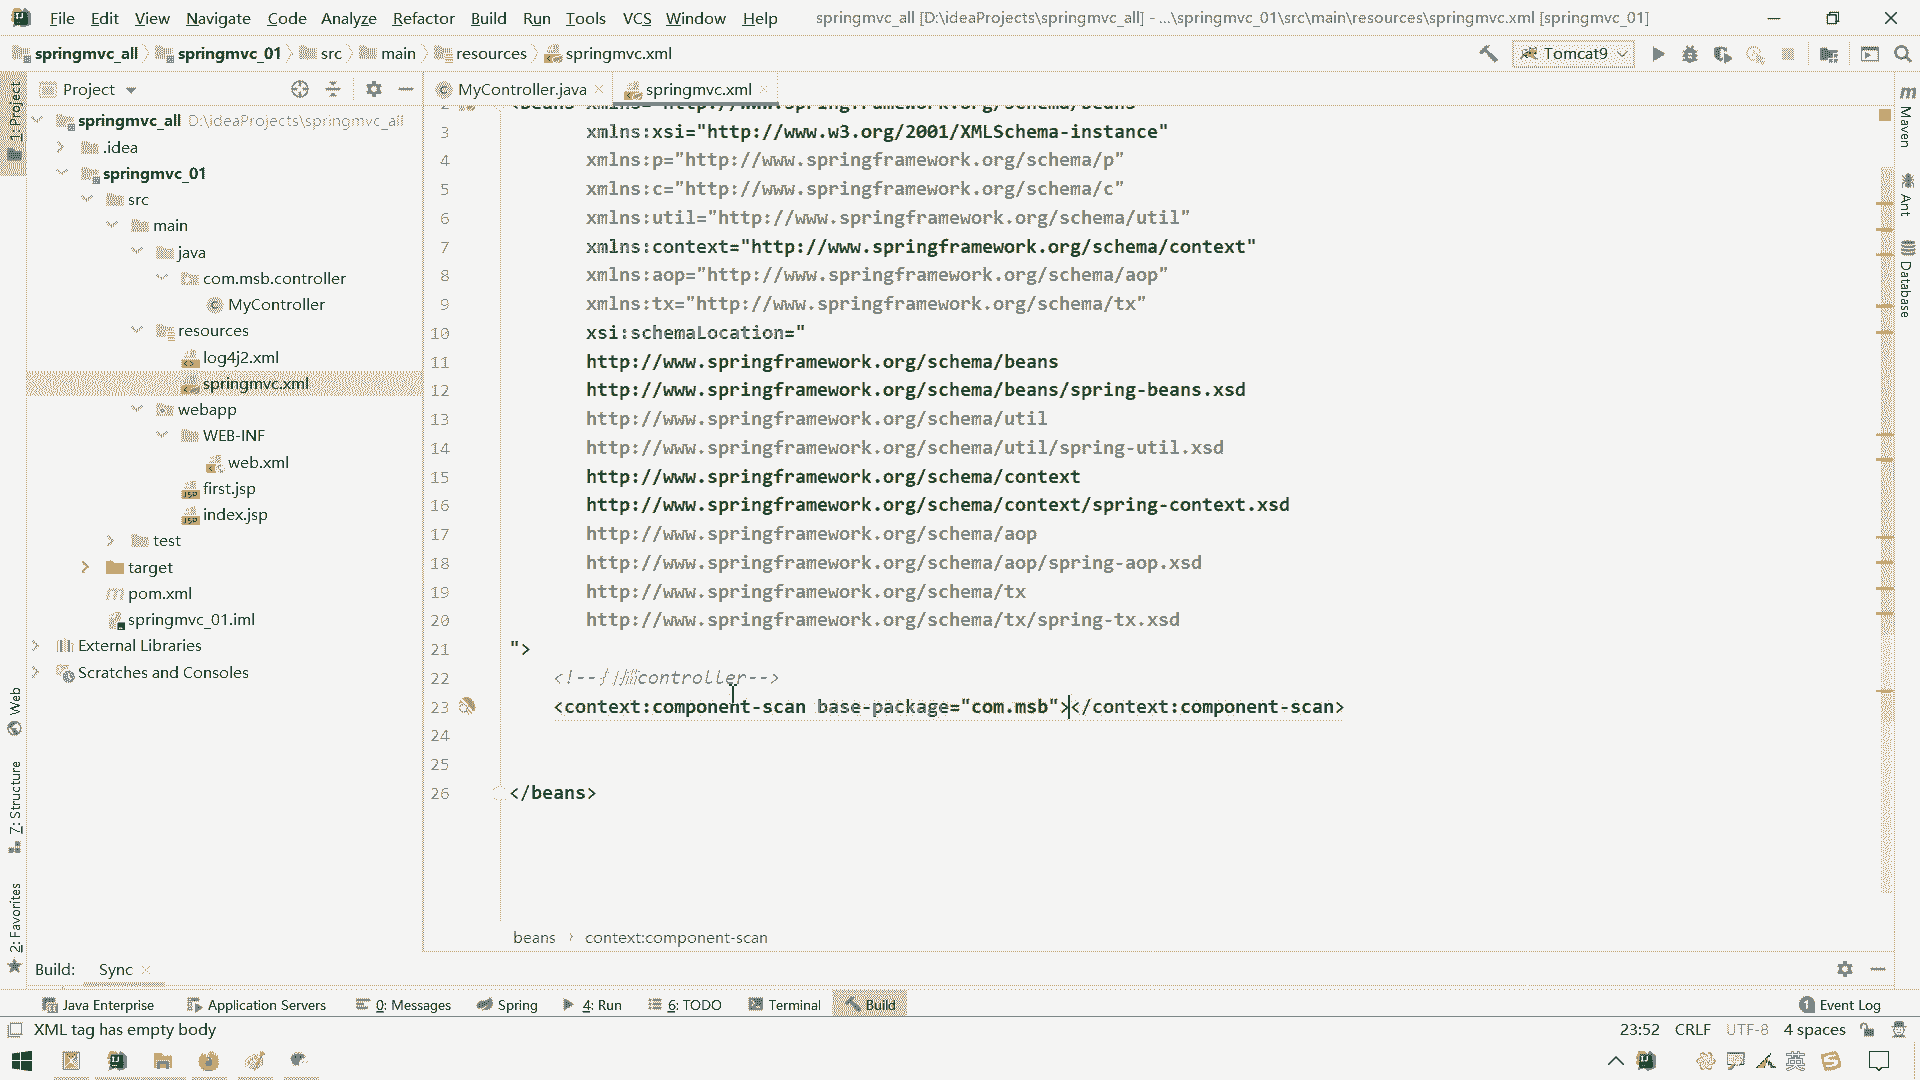 File Edit View Navigate Code Analyze Refactor Build Run Tools VCS Window Help springmvc_all [D:\ideaProjects\springmvc_all] - ...\springmvc_01\src\main\resources\springmvc.xml [springmvc_01]
springmvc_all springmvc_01 src main resources springmvc.xml Tomcat9
Project MyController.java springmvc.xml
1: Project
springmvc_all D:\ideaProjects\springmvc_all
.idea
springmvc_01
src
main
java
com.msb.controller
MyController
resources
log4j2.xml
springmvc.xml
webapp
WEB-INF
web.xml
first.jsp
index.jsp
test
target
pom.xml
springmvc_01.iml
External Libraries
Scratches and Consoles
2 <beans xmlns="http://www.springframework.org/schema/beans"
3 xmlns:xsi="http://www.w3.org/2001/XMLSchema-instance"
4 xmlns:p="http://www.springframework.org/schema/p"
5 xmlns:c="http://www.springframework.org/schema/c"
6 xmlns:util="http://www.springframework.org/schema/util"
7 xmlns:context="http://www.springframework.org/schema/context"
8 xmlns:aop="http://www.springframework.org/schema/aop"
9 xmlns:tx="http://www.springframework.org/schema/tx"
10 xsi:schemaLocation="
11 http://www.springframework.org/schema/beans
12 http://www.springframework.org/schema/beans/spring-beans.xsd
13 http://www.springframework.org/schema/util
14 http://www.springframework.org/schema/util/spring-util.xsd
15 http://www.springframework.org/schema/context
16 http://www.springframework.org/schema/context/spring-context.xsd
17 http://www.springframework.org/schema/aop
18 http://www.springframework.org/schema/aop/spring-aop.xsd
19 http://www.springframework.org/schema/tx
20 http://www.springframework.org/schema/tx/spring-tx.xsd
21 ">
22 <!-- controller-->
23 <context:component-scan base-package="com.msb"></context:component-scan>
24
25
26 </beans>
beans › context:component-scan
Maven
Ant
Database
Web
7: Structure
2: Favorites
Build: Sync
Java Enterprise Application Servers 0: Messages Spring 4: Run 6: TODO Terminal Build 1 Event Log
XML tag has empty body 23:52 CRLF UTF-8 4 spaces
英